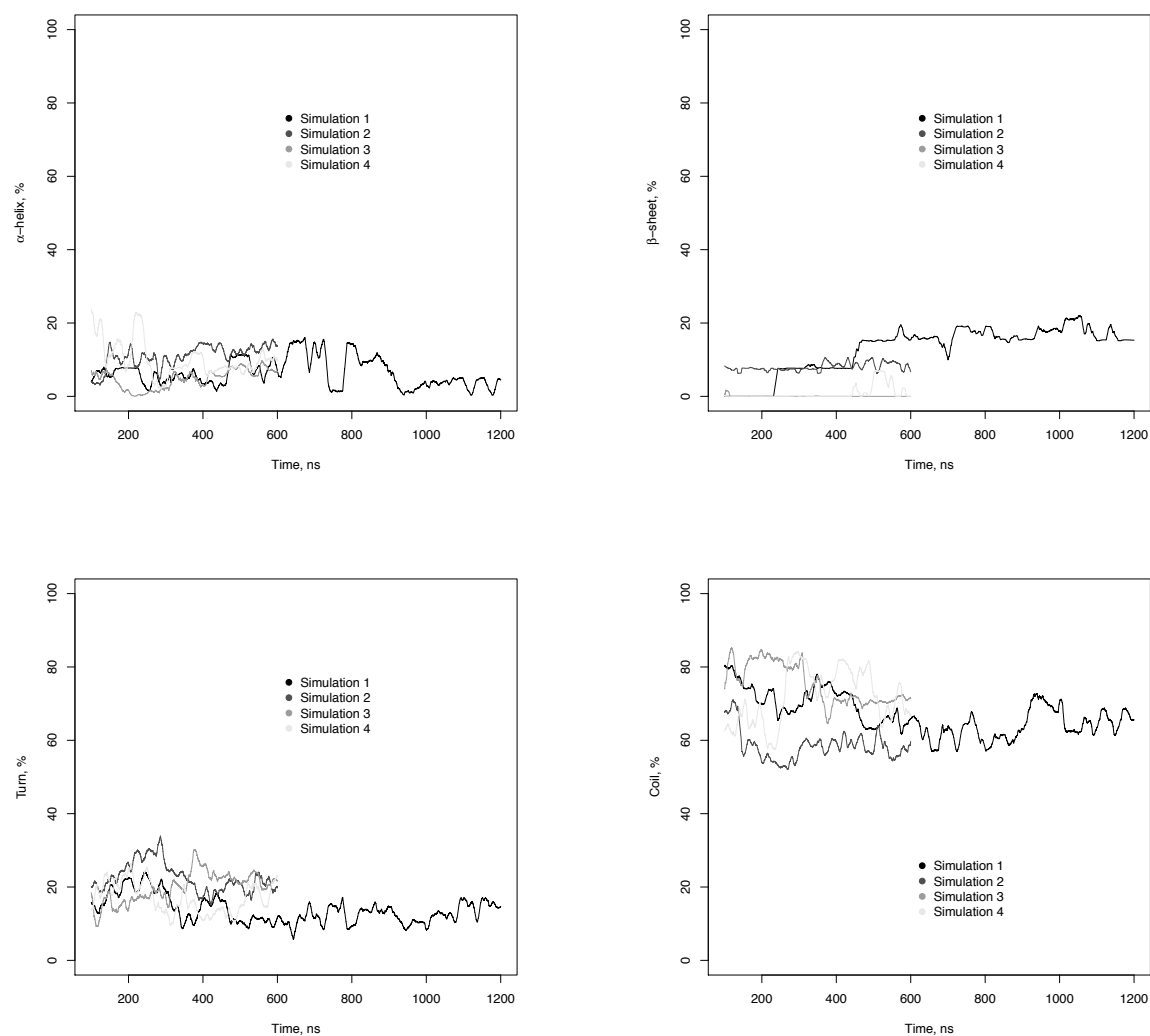 α−helix, %
0
20
40
60
80
100
Simulation 1
Simulation 2
Simulation 3
Simulation 4
200
400
600
800
1000
1200
Time, ns
β−sheet, %
0
20
40
60
80
100
Simulation 1
Simulation 2
Simulation 3
Simulation 4
200
400
600
800
1000
1200
Time, ns
Turn, %
0
20
40
60
80
100
Simulation 1
Simulation 2
Simulation 3
Simulation 4
200
400
600
800
1000
1200
Time, ns
Coil, %
0
20
40
60
80
100
Simulation 1
Simulation 2
Simulation 3
Simulation 4
200
400
600
800
1000
1200
Time, ns